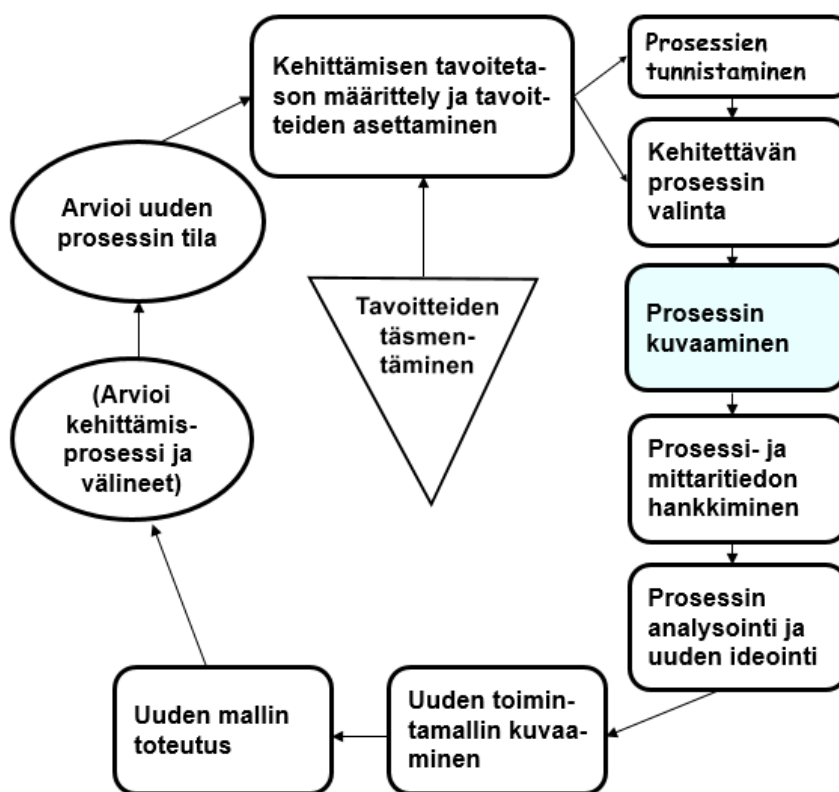 Kehittämisen tavoiteta-
son määrittely ja tavoit-
teiden asettaminen
Prosessien
tunnistaminen
Kehitettävän
prosessin
valinta
Prosessin
kuvaaminen
Prosessi- ja
mittaritiedon
hankkiminen
Prosessin
analysointi ja
uuden ideointi
Uuden toimin-
tamallin kuvaa-
minen
Uuden mallin
toteutus
(Arvioi
kehittämis-
prosessi ja
välineet)
Arvioi uuden
prosessin tila
Tavoitteiden
täsmen-
täminen